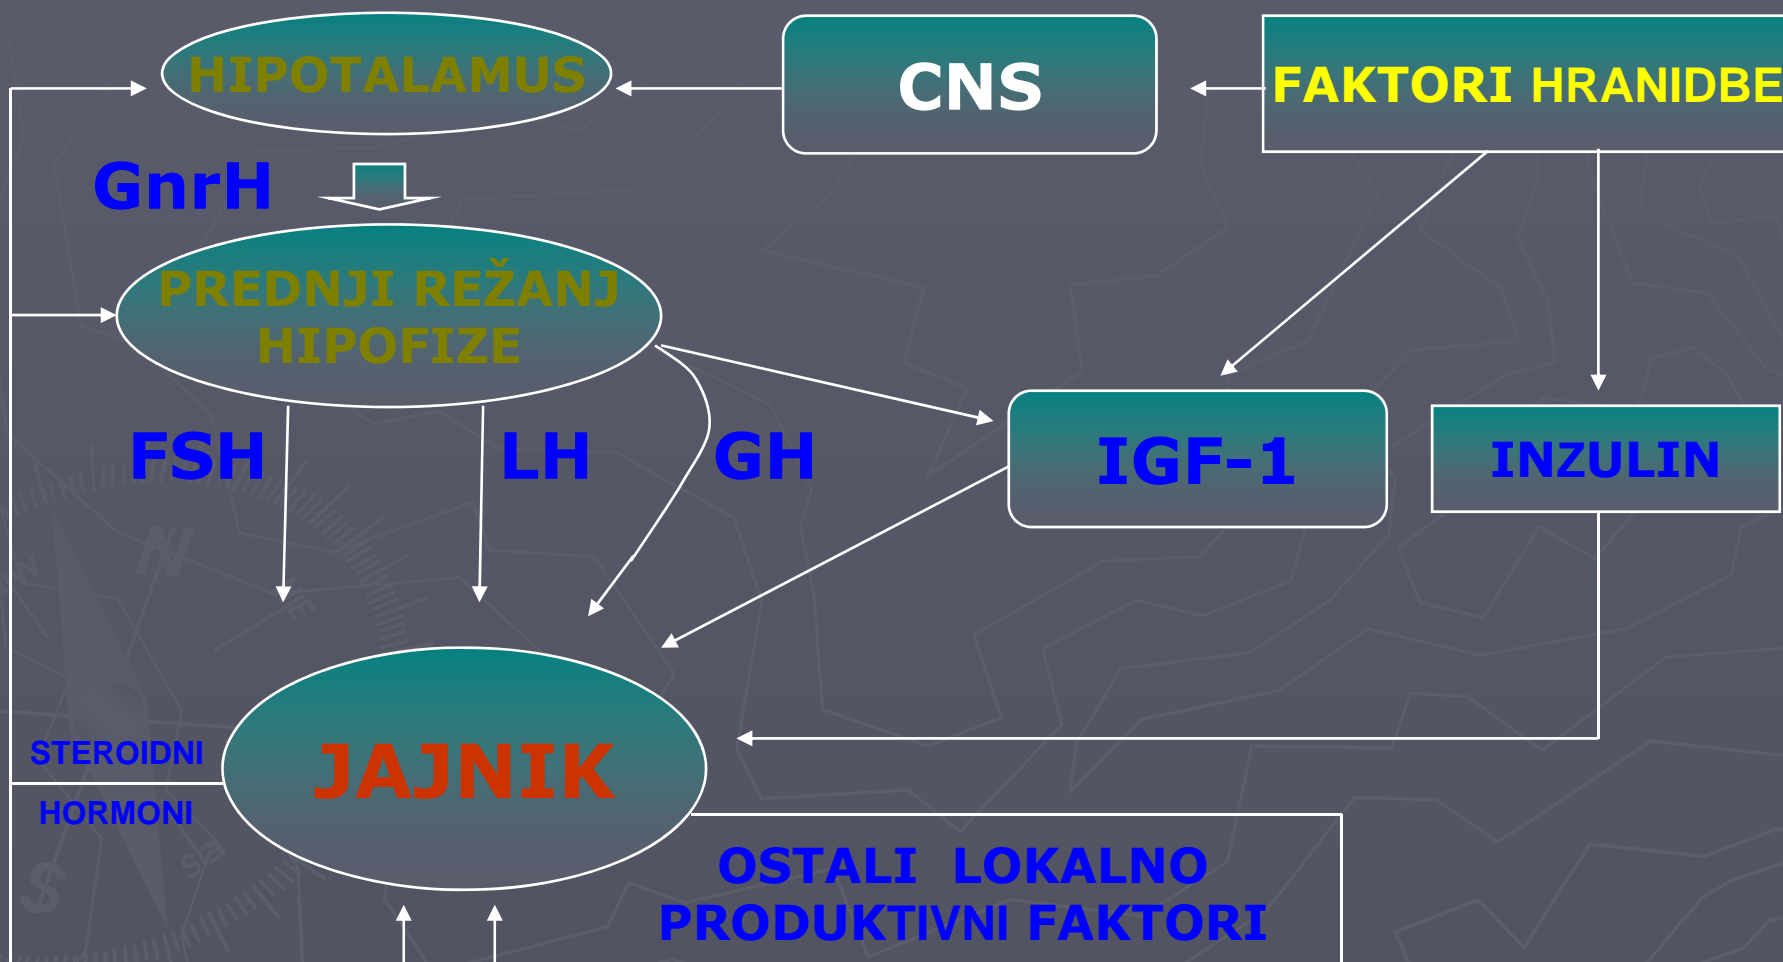 HIPOTALAMUS
CNS
FAKTORI HRANIDBE
GnrH
PREDNJI REŽANJ
HIPOFIZE
FSH
LH
GH
IGF-1
INZULIN
STEROIDNI
HORMONI
JAJNIK
OSTALI LOKALNO
PRODUKTIVNI FAKTORI
N
N
E
S
SE